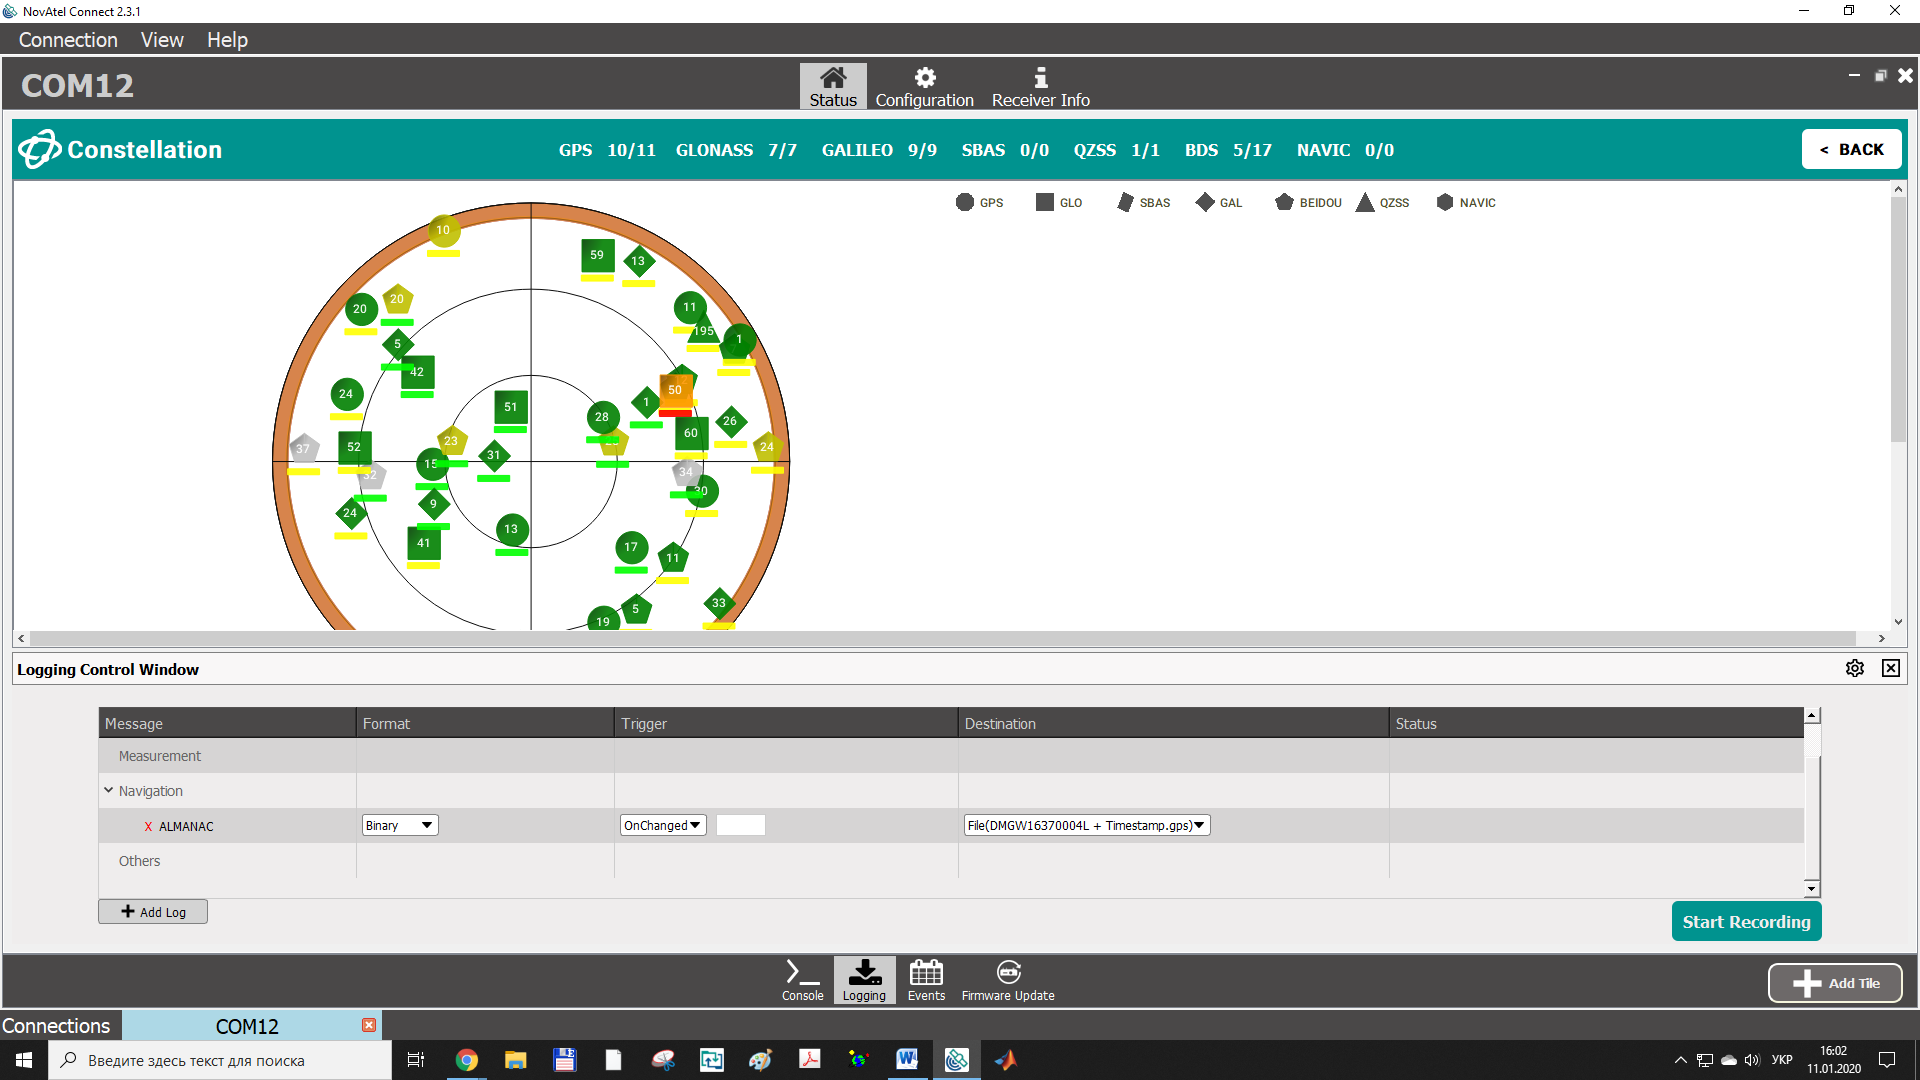 NovAtel Connect 2.3.1
Connection View Help
COM12
Status Configuration Receiver Info
Constellation GPS 10/11 GLONASS 7/7 GALILEO 9/9 SBAS 0/0 QZSS 1/1 BDS 5/17 NAVIC 0/0 < BACK
GPS GLO SBAS GAL BEIDOU QZSS NAVIC
10
59 13
20 20 11
195 1
5
42
24 50
51 28 1 26
60
37 52 23 24
15 31
32 34
30
24 9
13
41 17 11
33
5
19
Logging Control Window
Message Format Trigger Destination Status
Measurement
Navigation
X ALMANAC Binary OnChanged File(DMGW16370004L + Timestamp.gps)
Others
Add Log
Start Recording
Console Logging Events Firmware Update Add Tile
Connections COM12
Введите здесь текст для поиска
УКР
16:02
11.01.2020